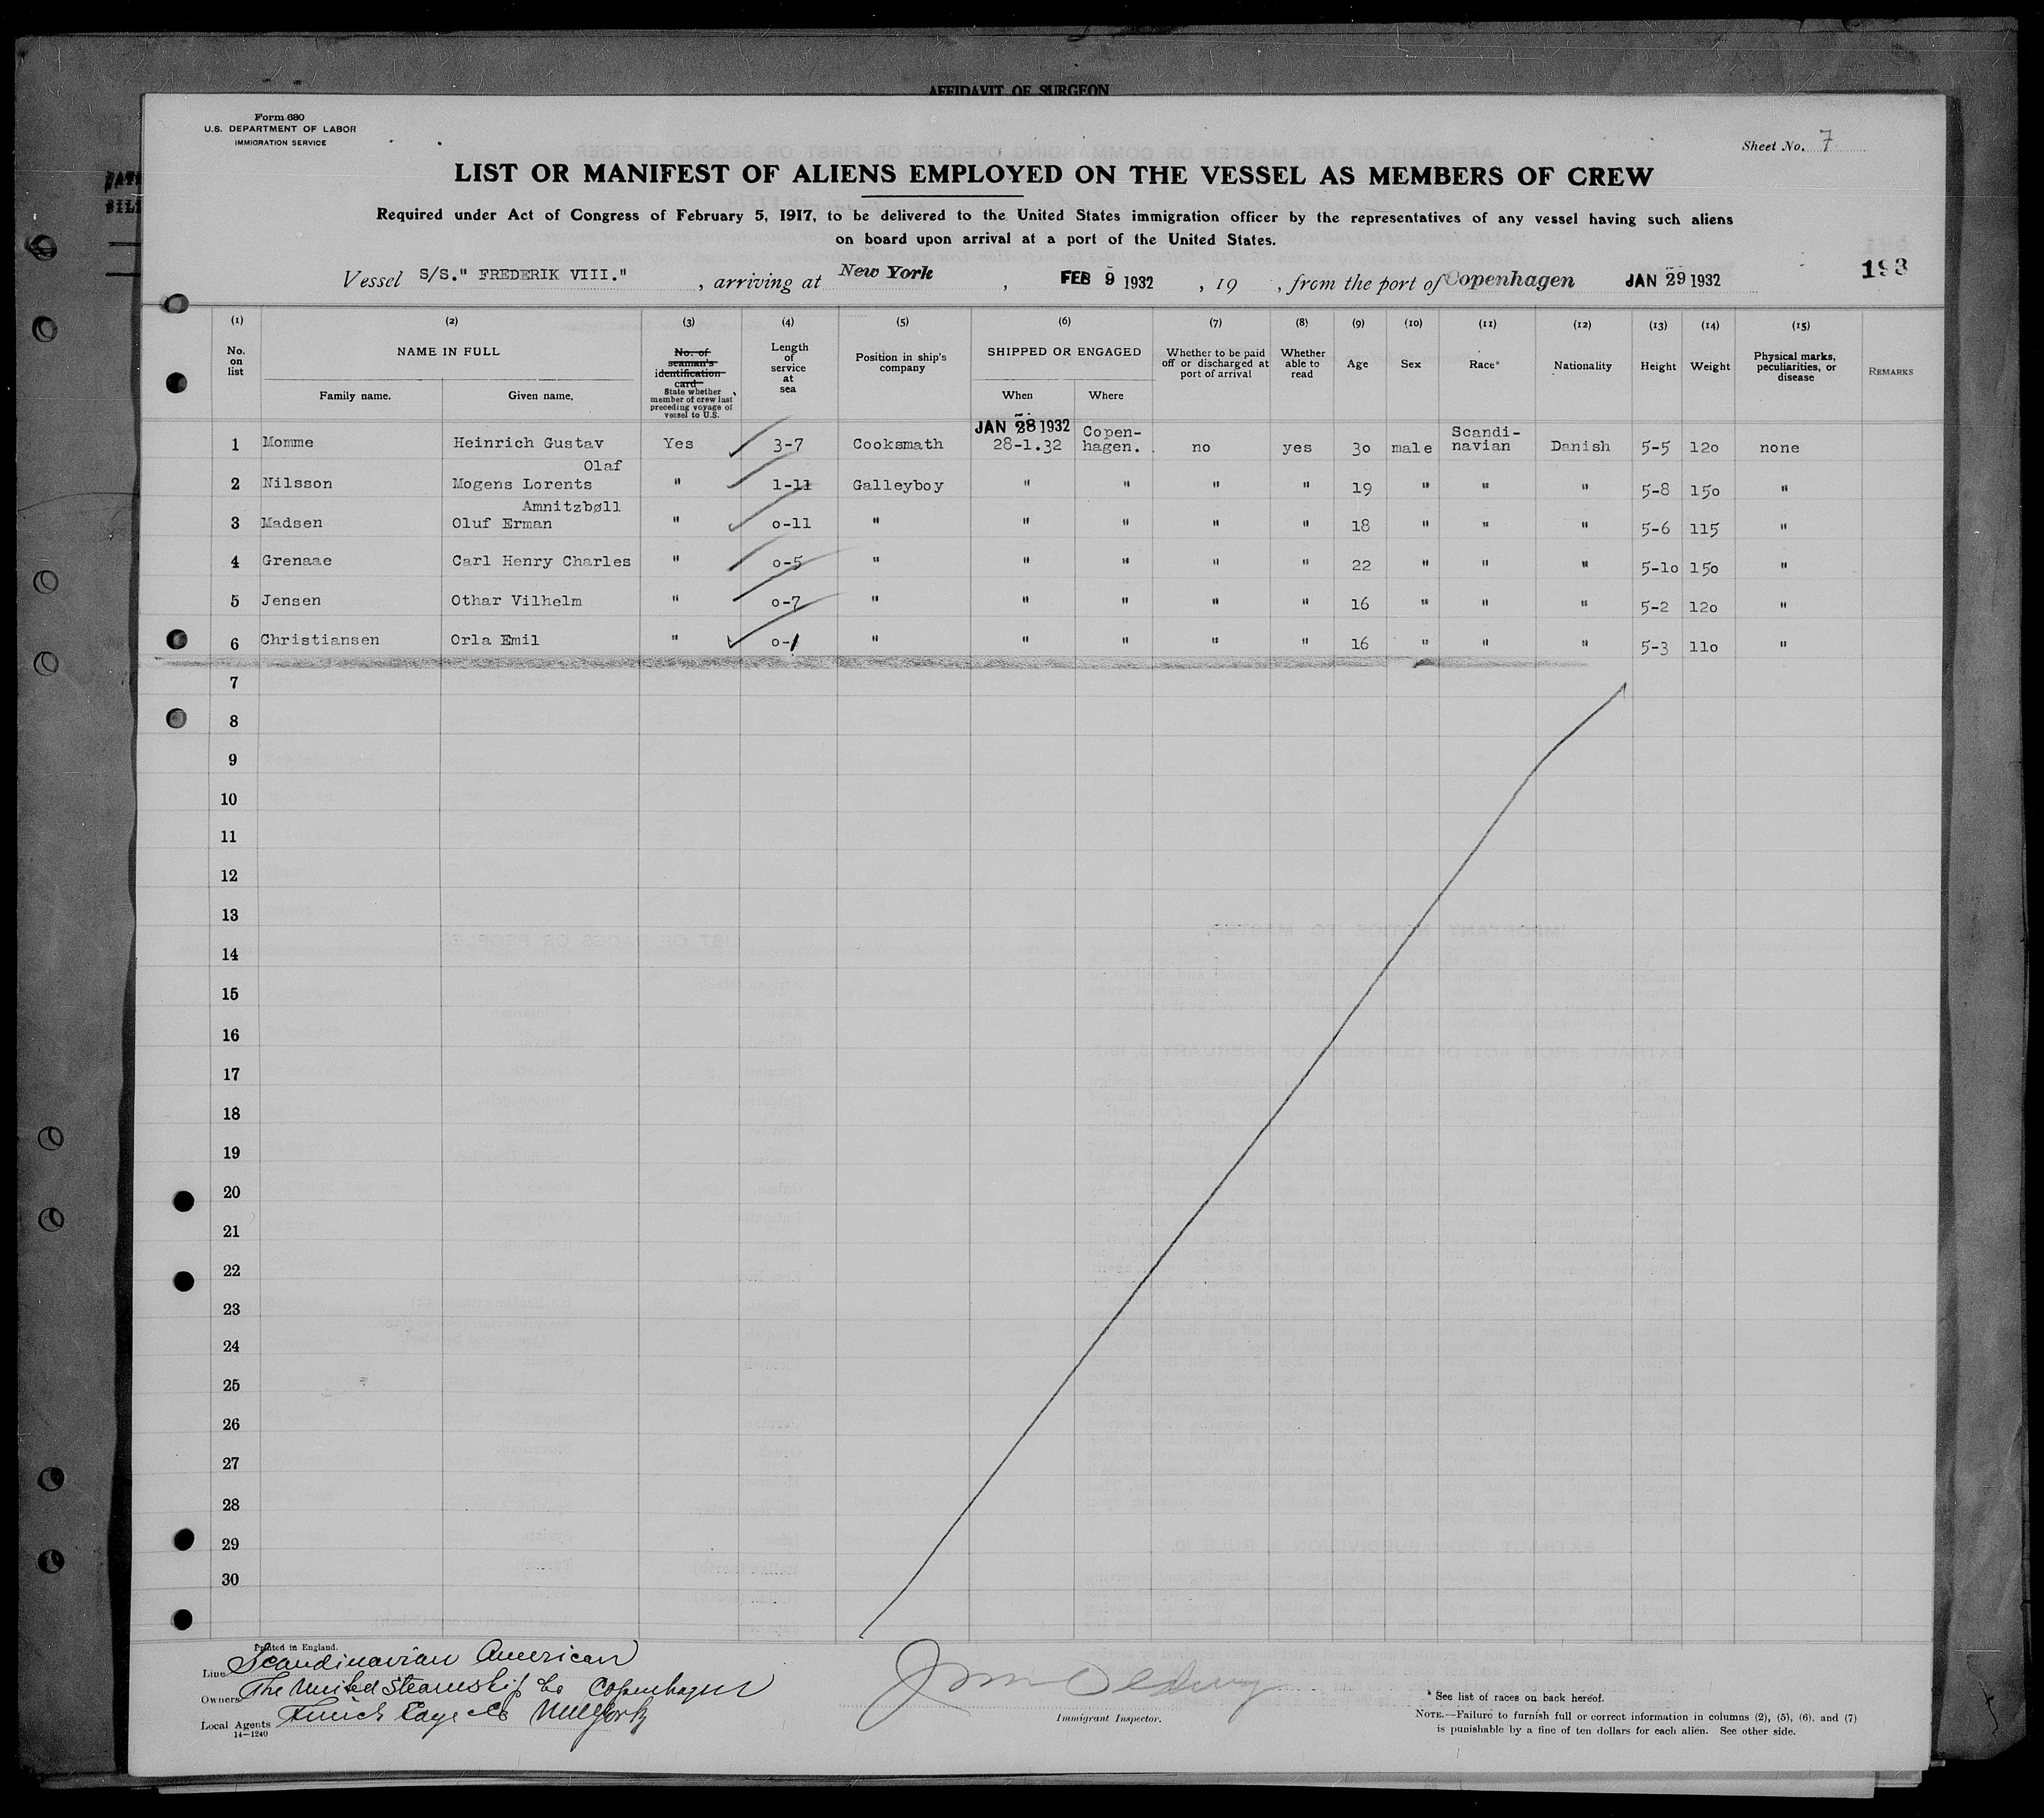 AFFIDAVIT OF SURGEON
Form 680
U.S. DEPARTMENT OF LABOR
IMMIGRATION SERVICE
Sheet No. 7
LIST OR MANIFEST OF ALIENS EMPLOYED ON THE VESSEL AS MEMBERS OF CREW
Required under Act of Congress of February 5, 1917, to be delivered to the United States immigration officer by the representatives of any vessel having such aliens
on board upon arrival at a port of the United States.
Vessel S/S." FREDERIK VIII." , arriving at New York , FEB 9 1932 , 19 , from the port of Copenhagen JAN 29 1932
193
(1) (2) (3) (4) (5) (6) (7) (8) (9) (10) (11) (12) (13) (14) (15)
No. on list
NAME IN FULL
Family name. Given name.
No. of seaman's identification card
State whether member of crew last preceding voyage of vessel to U.S.
Length of service at sea
Position in ship's company
SHIPPED OR ENGAGED
When Where
Whether to be paid off or discharged at port of arrival
Whether able to read
Age
Sex
Race*
Nationality
Height
Weight
Physical marks, peculiarities, or disease
REMARKS
JAN 28 1932
1 Momme Heinrich Gustav Yes 3-7 Cooksmath 28-1.32 Copen-hagen. no yes 30 male Scandi-navian Danish 5-5 120 none
Olaf
2 Nilsson Mogens Lorents " 1-11 Galleyboy " " " " 19 " " " 5-8 150 "
Amnitzbøll
3 Madsen Oluf Erman " 0-11 " " " " " 18 " " " 5-6 115 "
4 Grenaae Carl Henry Charles " 0-5 " " " " " 22 " " " 5-10 150 "
5 Jensen Othar Vilhelm " 0-7 " " " " " 16 " " " 5-2 120 "
6 Christiansen Orla Emil " 0-1 " " " " " 16 " " " 5-3 110 "
7
8
9
10
11
12
13
14
15
16
17
18
19
20
21
22
23
24
25
26
27
28
29
30
Printed in England.
Line Scandinavian American
Owners The United Steamship Co Copenhagen
Local Agents New York
14—1240
Immigrant Inspector.
* See list of races on back hereof.
NOTE.—Failure to furnish full or correct information in columns (2), (5), (6), and (7)
is punishable by a fine of ten dollars for each alien. See other side.